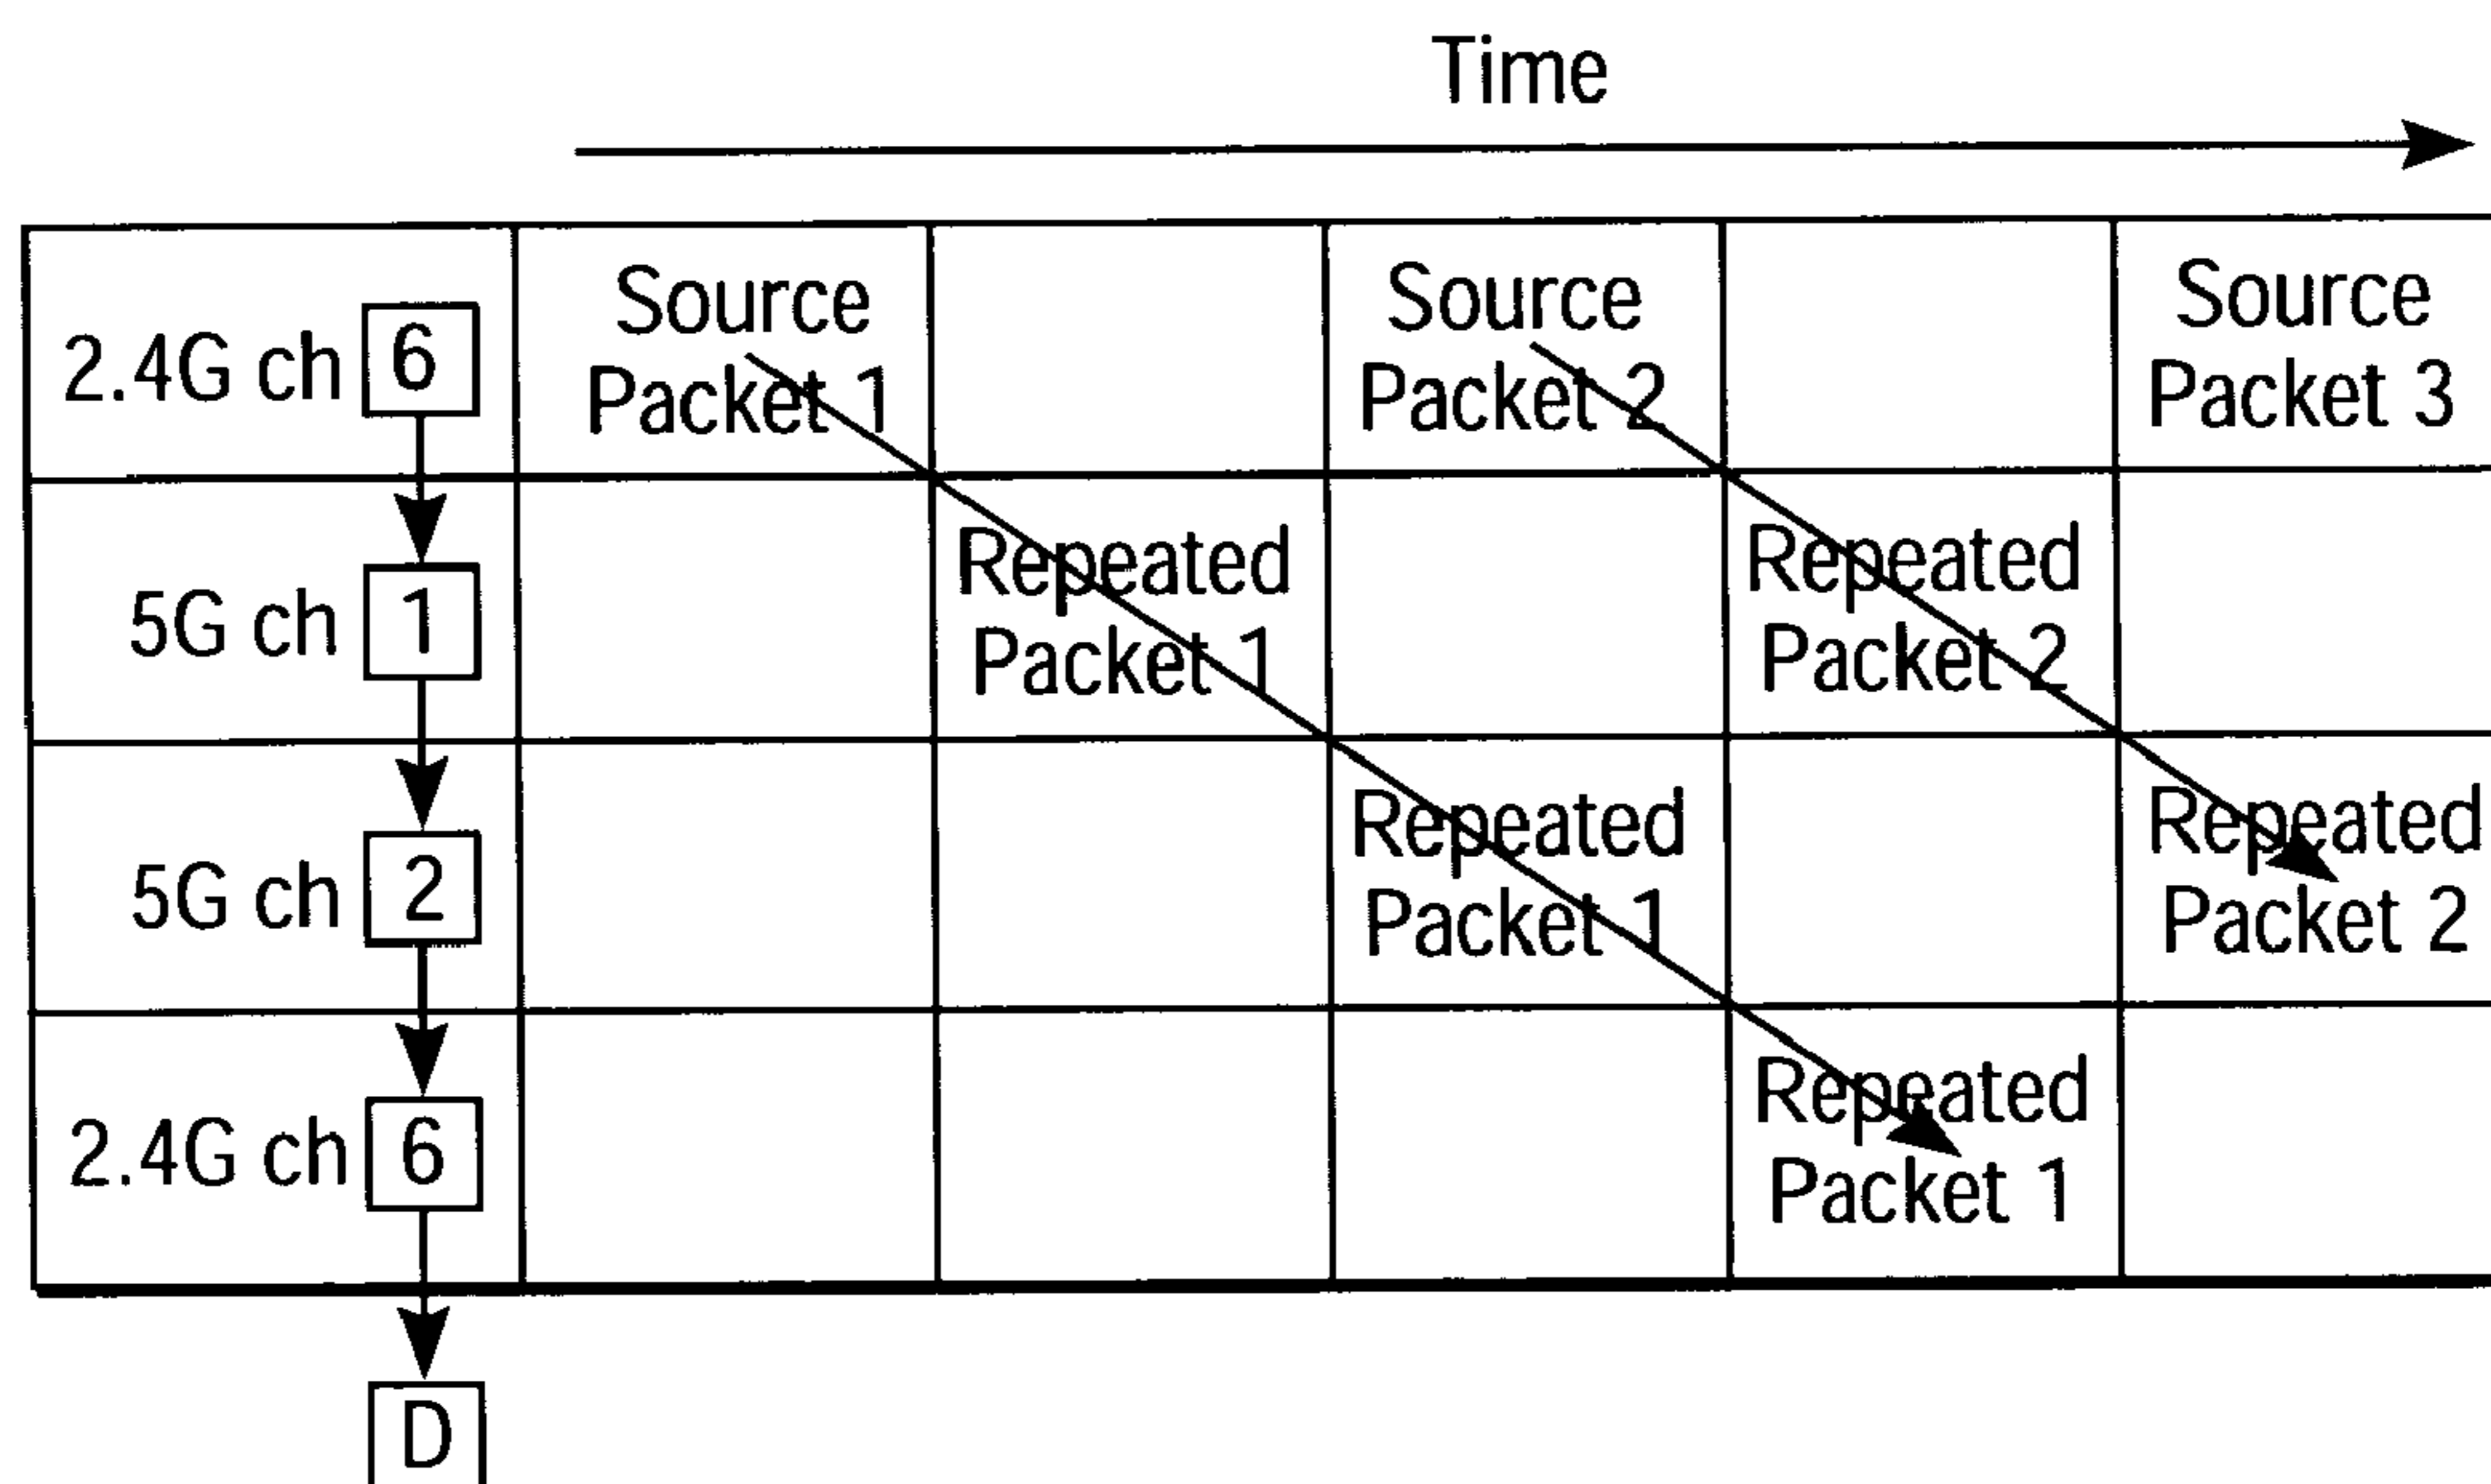 Time
2.4G ch 6
Source
Packet 1
Source
Packet 2
Source
Packet 3
5G ch 1
Repeated
Packet 1
Repeated
Packet 2
5G ch 2
Repeated
Packet 1
Repeated
Packet 2
2.4G ch 6
Repeated
Packet 1
D